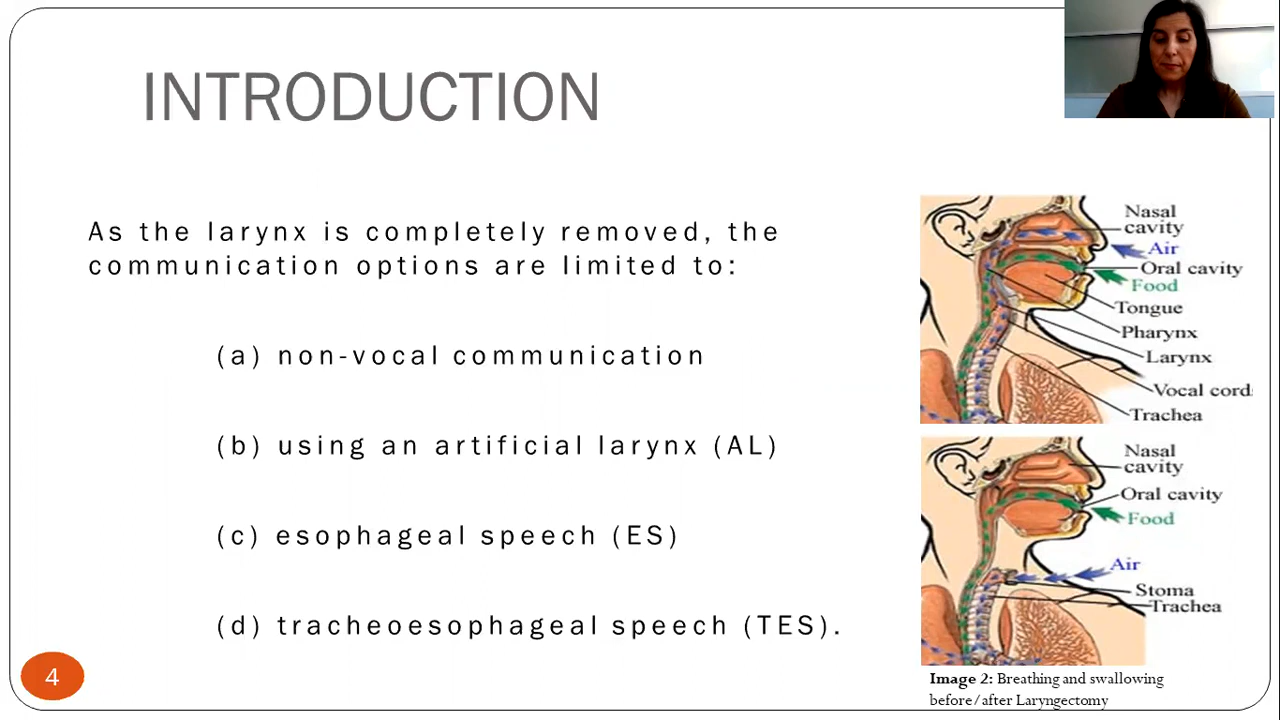 INTRODUCTION
As the larynx is completely removed, the
communication options are limited to:
(a) non-vocal communication
(b) using an artificial larynx (AL)
(c) esophageal speech (ES)
(d) tracheoesophageal speech (TES).
4
Nasal
cavity
Air
Oral cavity
Food
Tongue
Pharynx
Larynx
Vocal cord
Trachea
Nasal
cavity
Oral cavity
Food
Air
Stoma
Trachea
Image 2: Breathing and swallowing
before/after Laryngectomy